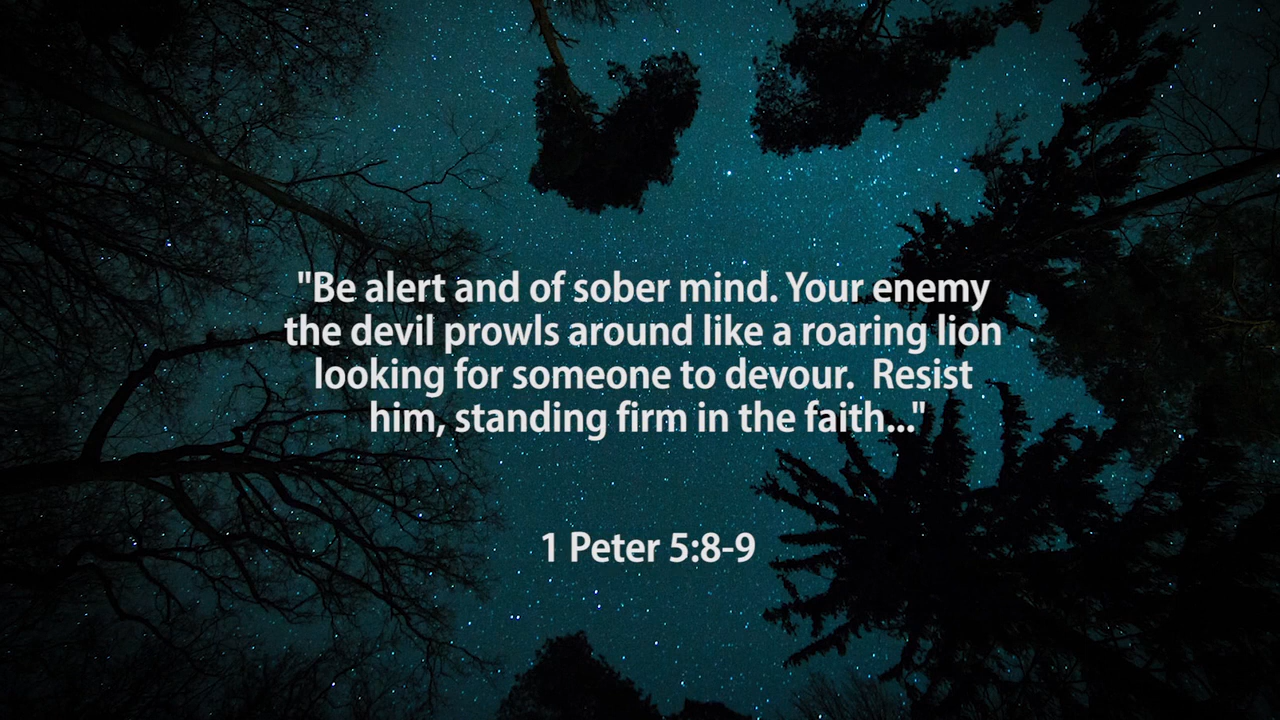 "Be alert and of sober mind. Your enemy
the devil prowls around like a roaring lion
looking for someone to devour.  Resist
him, standing firm in the faith..."
1 Peter 5:8-9